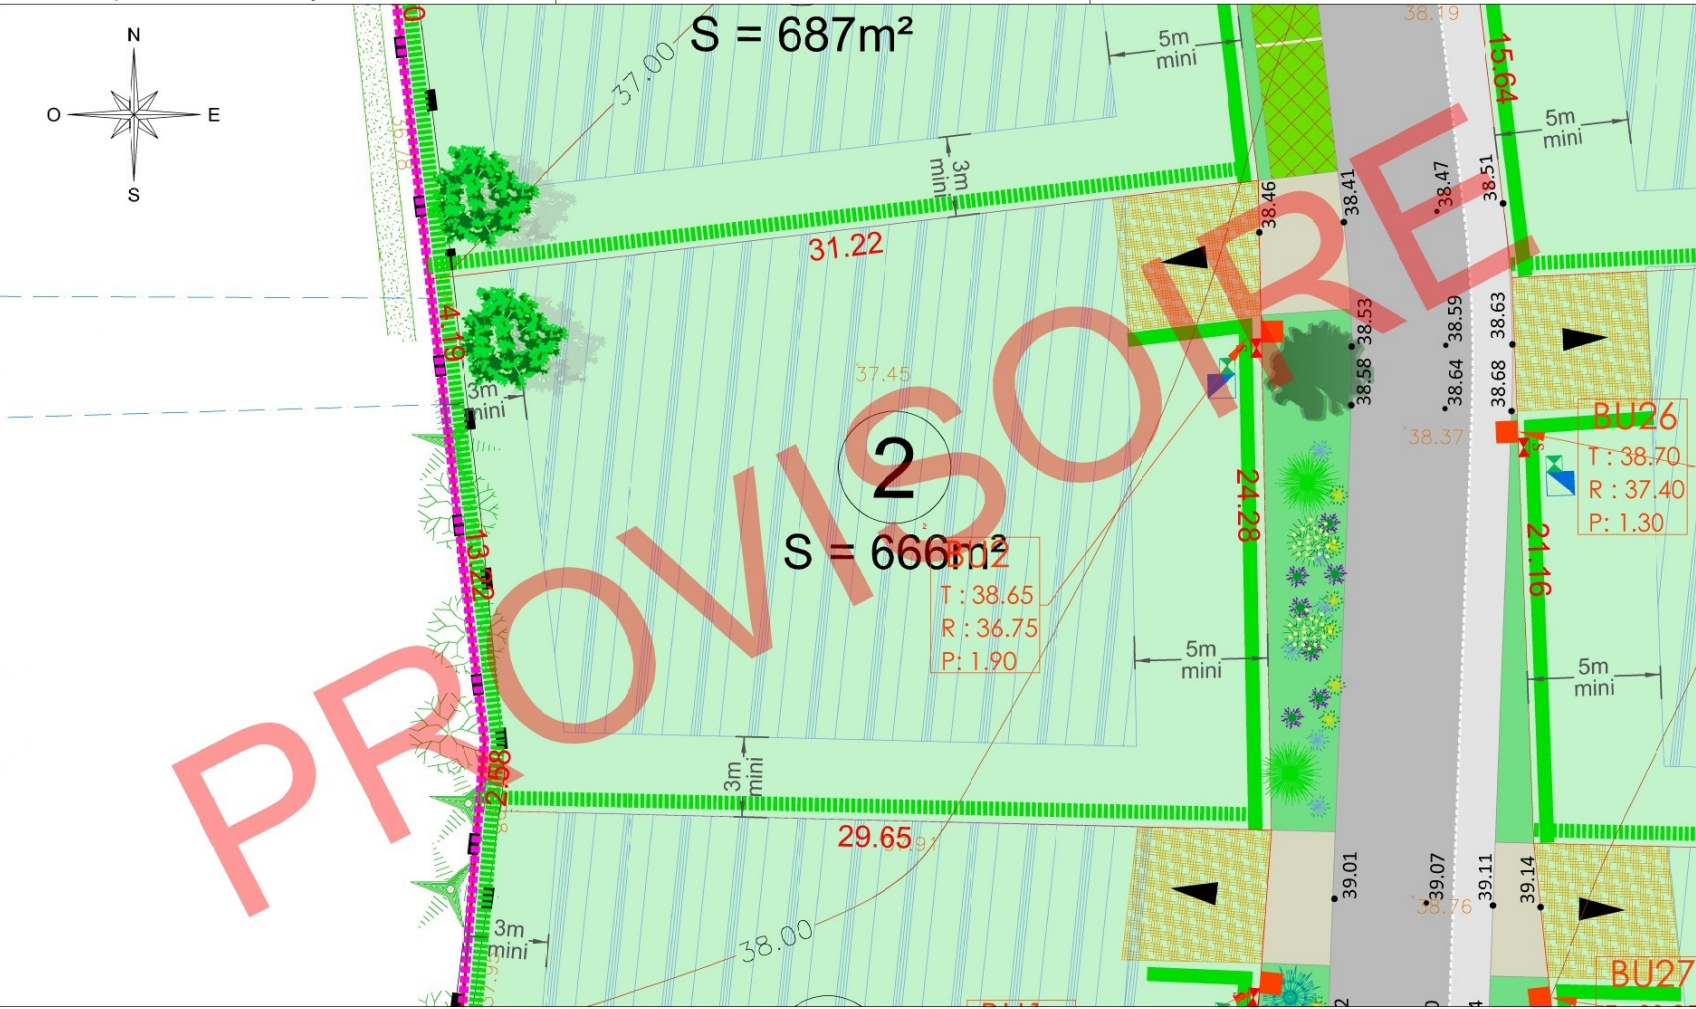 N
O
E
S
S = 687m²
37.00
5m
mini
3m
mini
31.22
38.19
15.64
5m
mini
38.46
38.41
38.47
38.51
4.19
3m
mini
37.45
38.53
38.59
38.63
38.58
38.64
38.68
38.37
2
S = 666m²
BU2
T : 38.65
R : 36.75
P: 1.90
24.28
BU26
T : 38.70
R : 37.40
P: 1.30
21.16
13.22
5m
mini
5m
mini
2.58
3m
mini
29.65
39.01
39.07
39.11
39.14
38.76
38.00
3m
mini
BU27
PROVISOIRE